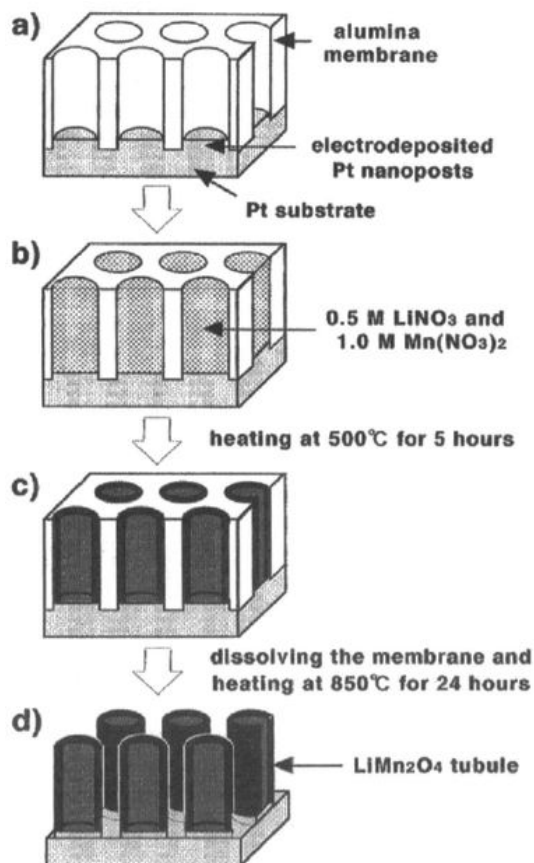 a)
alumina
membrane
electrodeposited
Pt nanoposts
Pt substrate
b)
0.5 M LiNO₃ and
1.0 M Mn(NO₃)₂
heating at 500℃ for 5 hours
c)
dissolving the membrane and
heating at 850℃ for 24 hours
d)
LiMn₂O₄ tubule